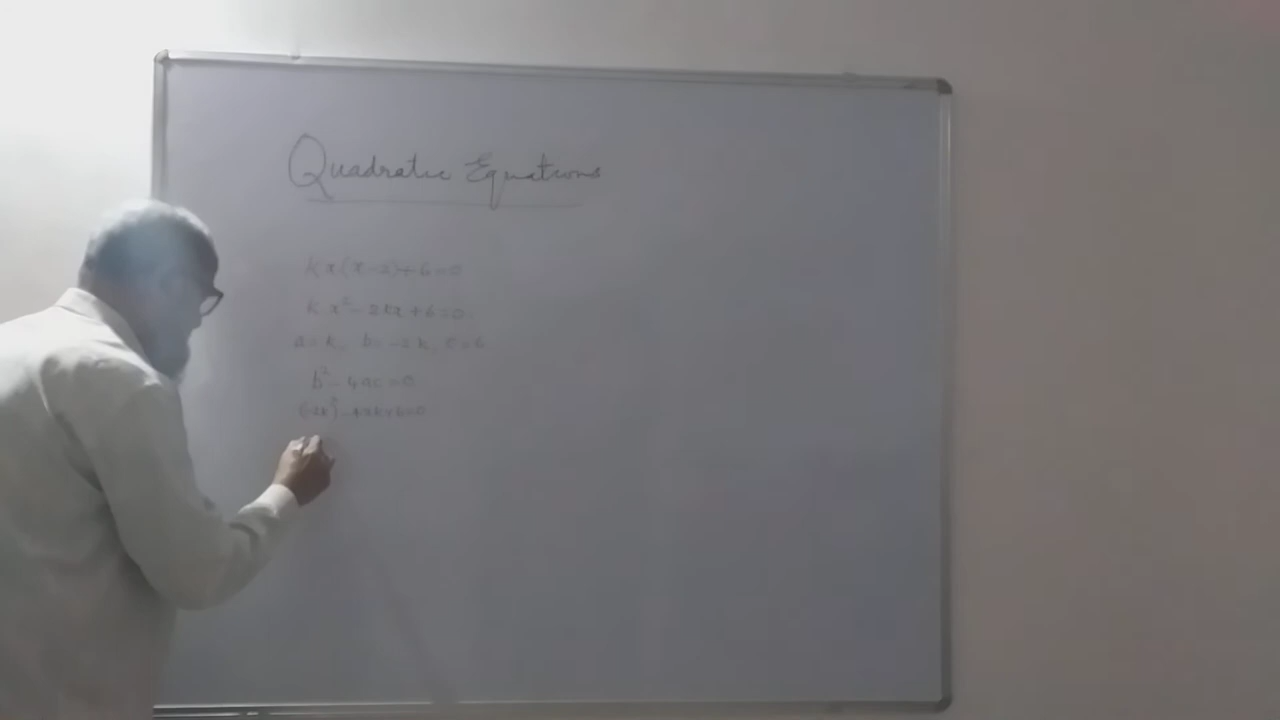 Quadratic Equations
kx(x-2)+6=0
kx²-2kx+6=0
a=k, b=-2k, c=6
b²-4ac=0
(-2k)²-4×k×6=0